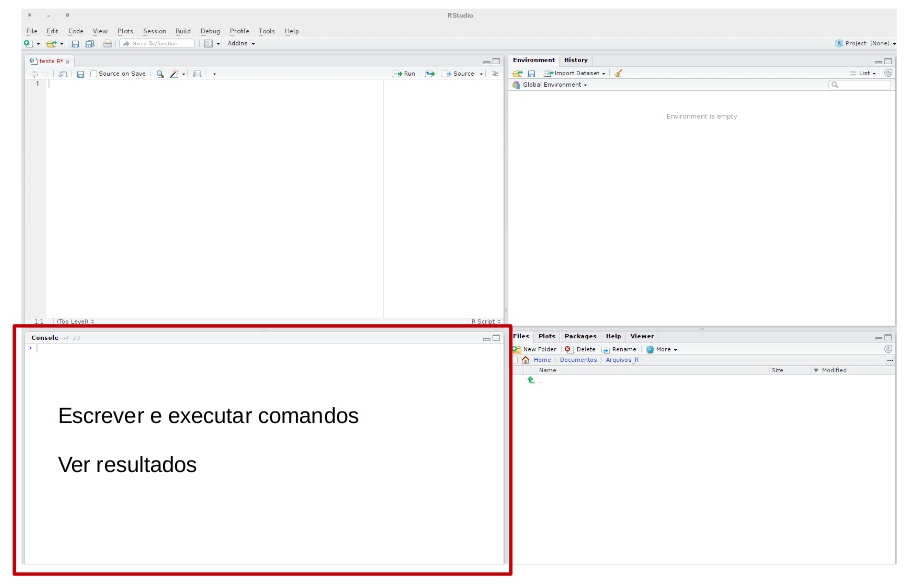 RStudio
File Edit Code View Plots Session Build Debug Profile Tools Help
Go to file/function Addins Project: (None)
teste.R*
Source on Save Run Source
1
1:1 (Top Level) R Script
Console ~/
>
Escrever e executar comandos
Ver resultados
Environment History
Import Dataset List
Global Environment
Environment is empty
Files Plots Packages Help Viewer
New Folder Delete Rename More
Home Documentos Arquivos_R ...
Name Size Modified
..